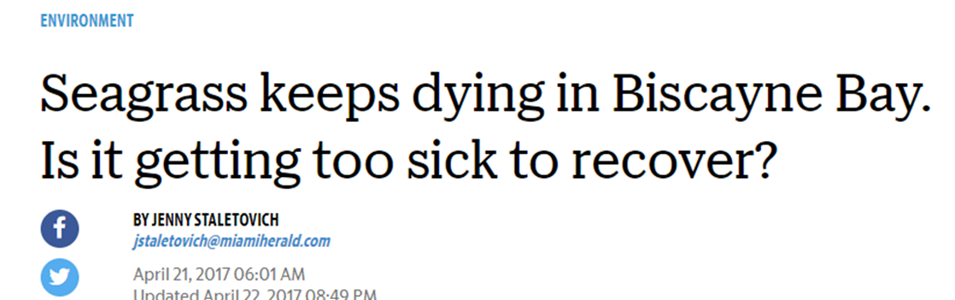 ENVIRONMENT
Seagrass keeps dying in Biscayne Bay.
Is it getting too sick to recover?
BY JENNY STALETOVICH
jstaletovich@miamiherald.com
April 21, 2017 06:01 AM
Updated April 22, 2017 08:49 PM